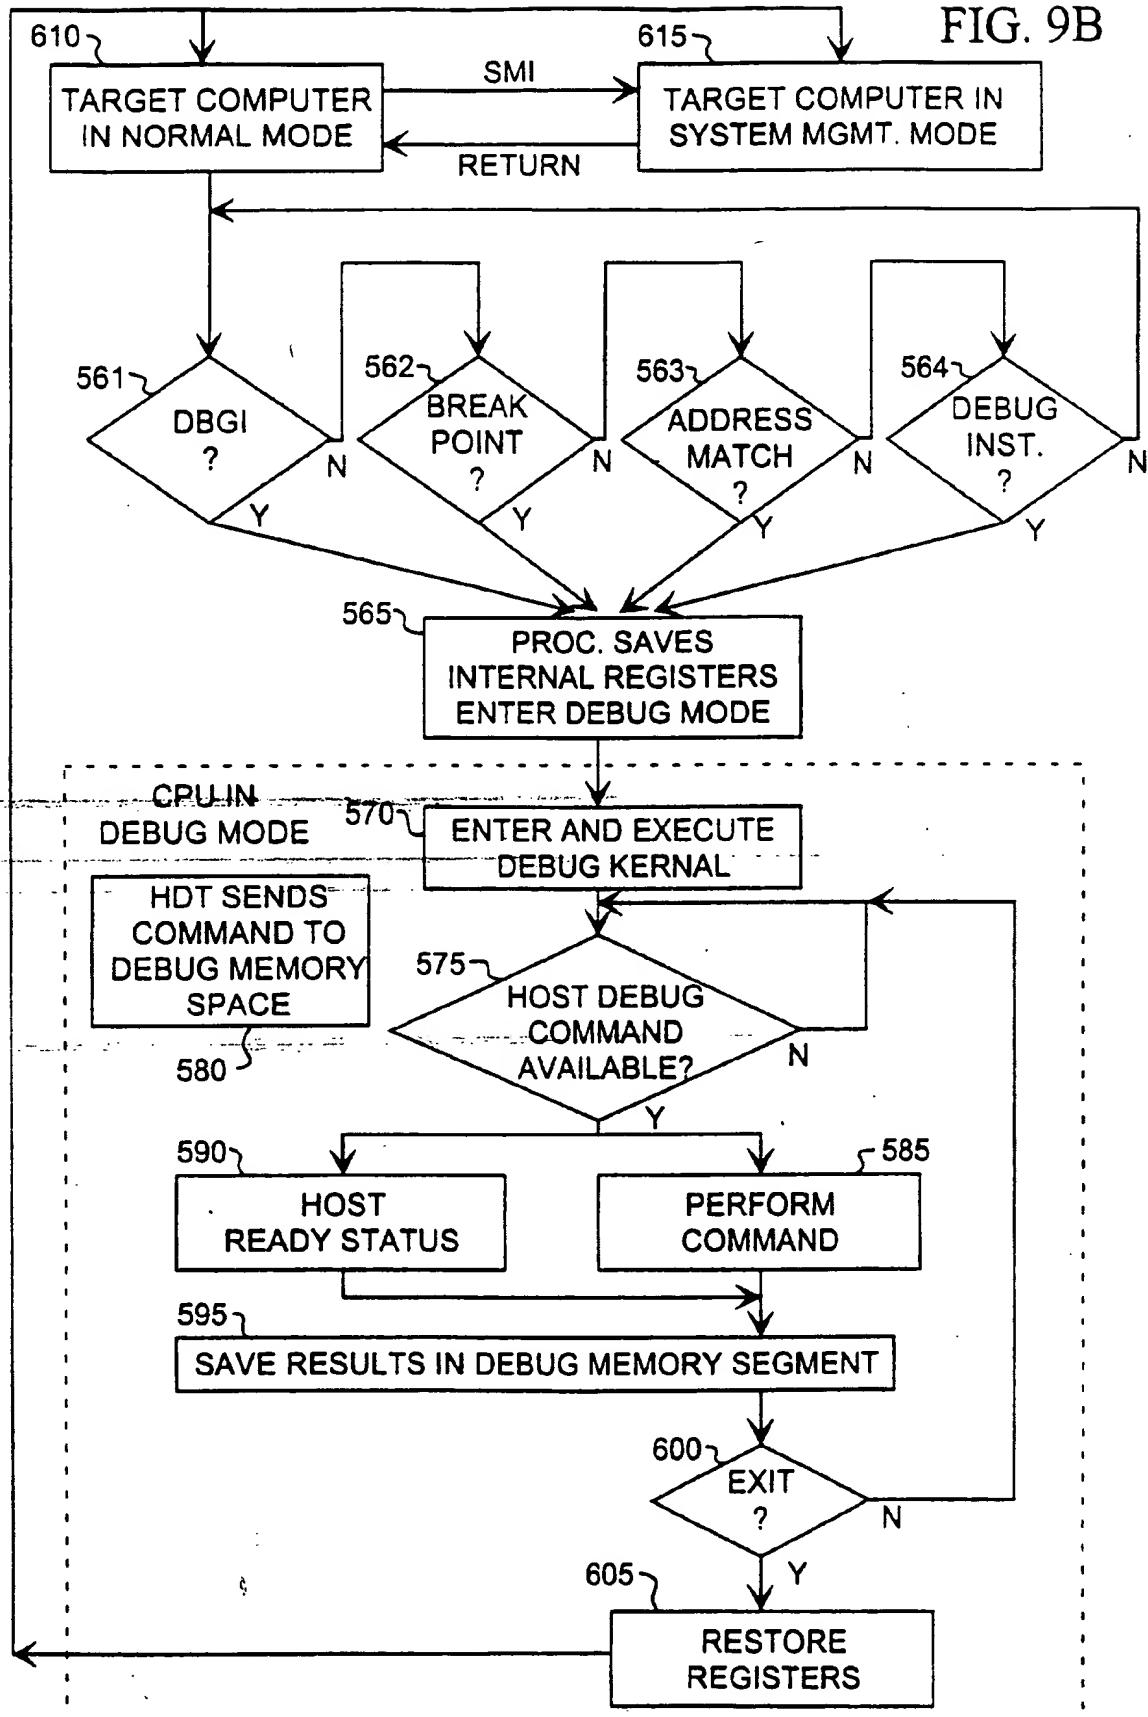 FIG. 9B
610
615
TARGET COMPUTER
IN NORMAL MODE
SMI
RETURN
TARGET COMPUTER IN
SYSTEM MGMT. MODE
561
DBGI
?
N
Y
562
BREAK
POINT
?
N
Y
563
ADDRESS
MATCH
?
N
Y
564
DEBUG
INST.
?
N
Y
565
PROC. SAVES
INTERNAL REGISTERS
ENTER DEBUG MODE
CPU IN
DEBUG MODE
570
ENTER AND EXECUTE
DEBUG KERNAL
HDT SENDS
COMMAND TO
DEBUG MEMORY
SPACE
580
575
HOST DEBUG
COMMAND
AVAILABLE?
N
Y
590
HOST
READY STATUS
585
PERFORM
COMMAND
595
SAVE RESULTS IN DEBUG MEMORY SEGMENT
600
EXIT
?
N
Y
605
RESTORE
REGISTERS